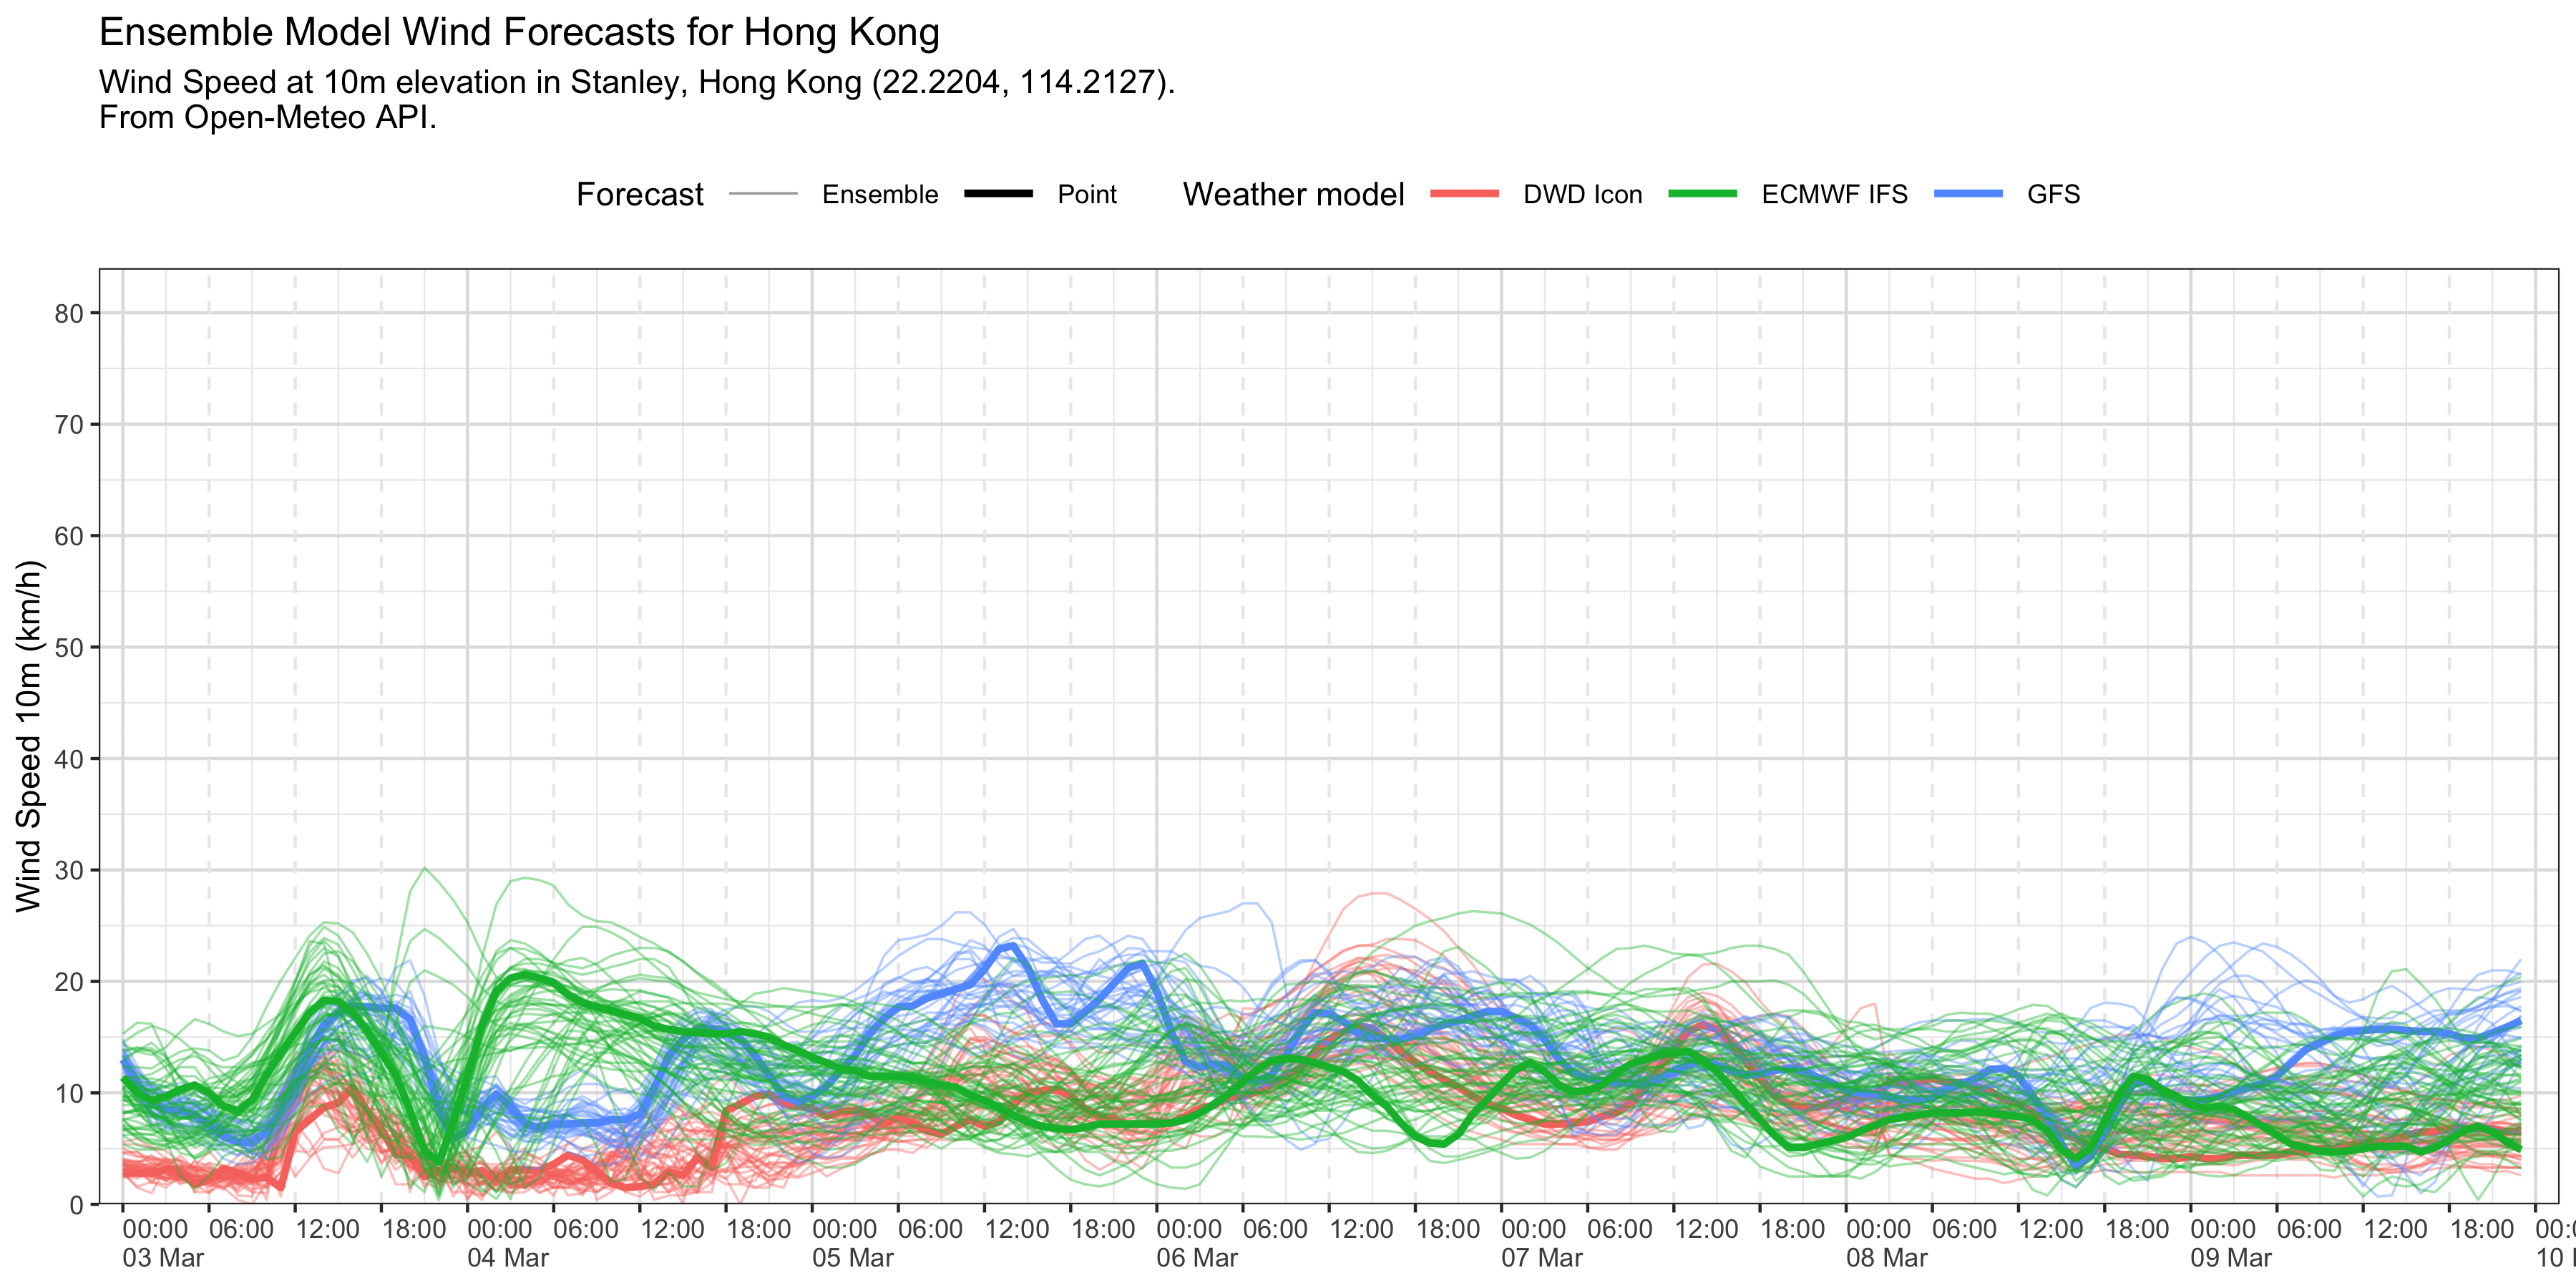 Ensemble Model Wind Forecasts for Hong Kong
Wind Speed at 10m elevation in Stanley, Hong Kong (22.2204, 114.2127).
From Open-Meteo API.
Forecast Ensemble Point Weather model DWD Icon ECMWF IFS GFS
Wind Speed 10m (km/h)
80
70
60
50
40
30
20
10
0
00:00 06:00 12:00 18:00 00:00 06:00 12:00 18:00 00:00 06:00 12:00 18:00 00:00 06:00 12:00 18:00 00:00 06:00 12:00 18:00 00:00 06:00 12:00 18:00 00:00 06:00 12:00 18:00
03 Mar 04 Mar 05 Mar 06 Mar 07 Mar 08 Mar 09 Mar 10